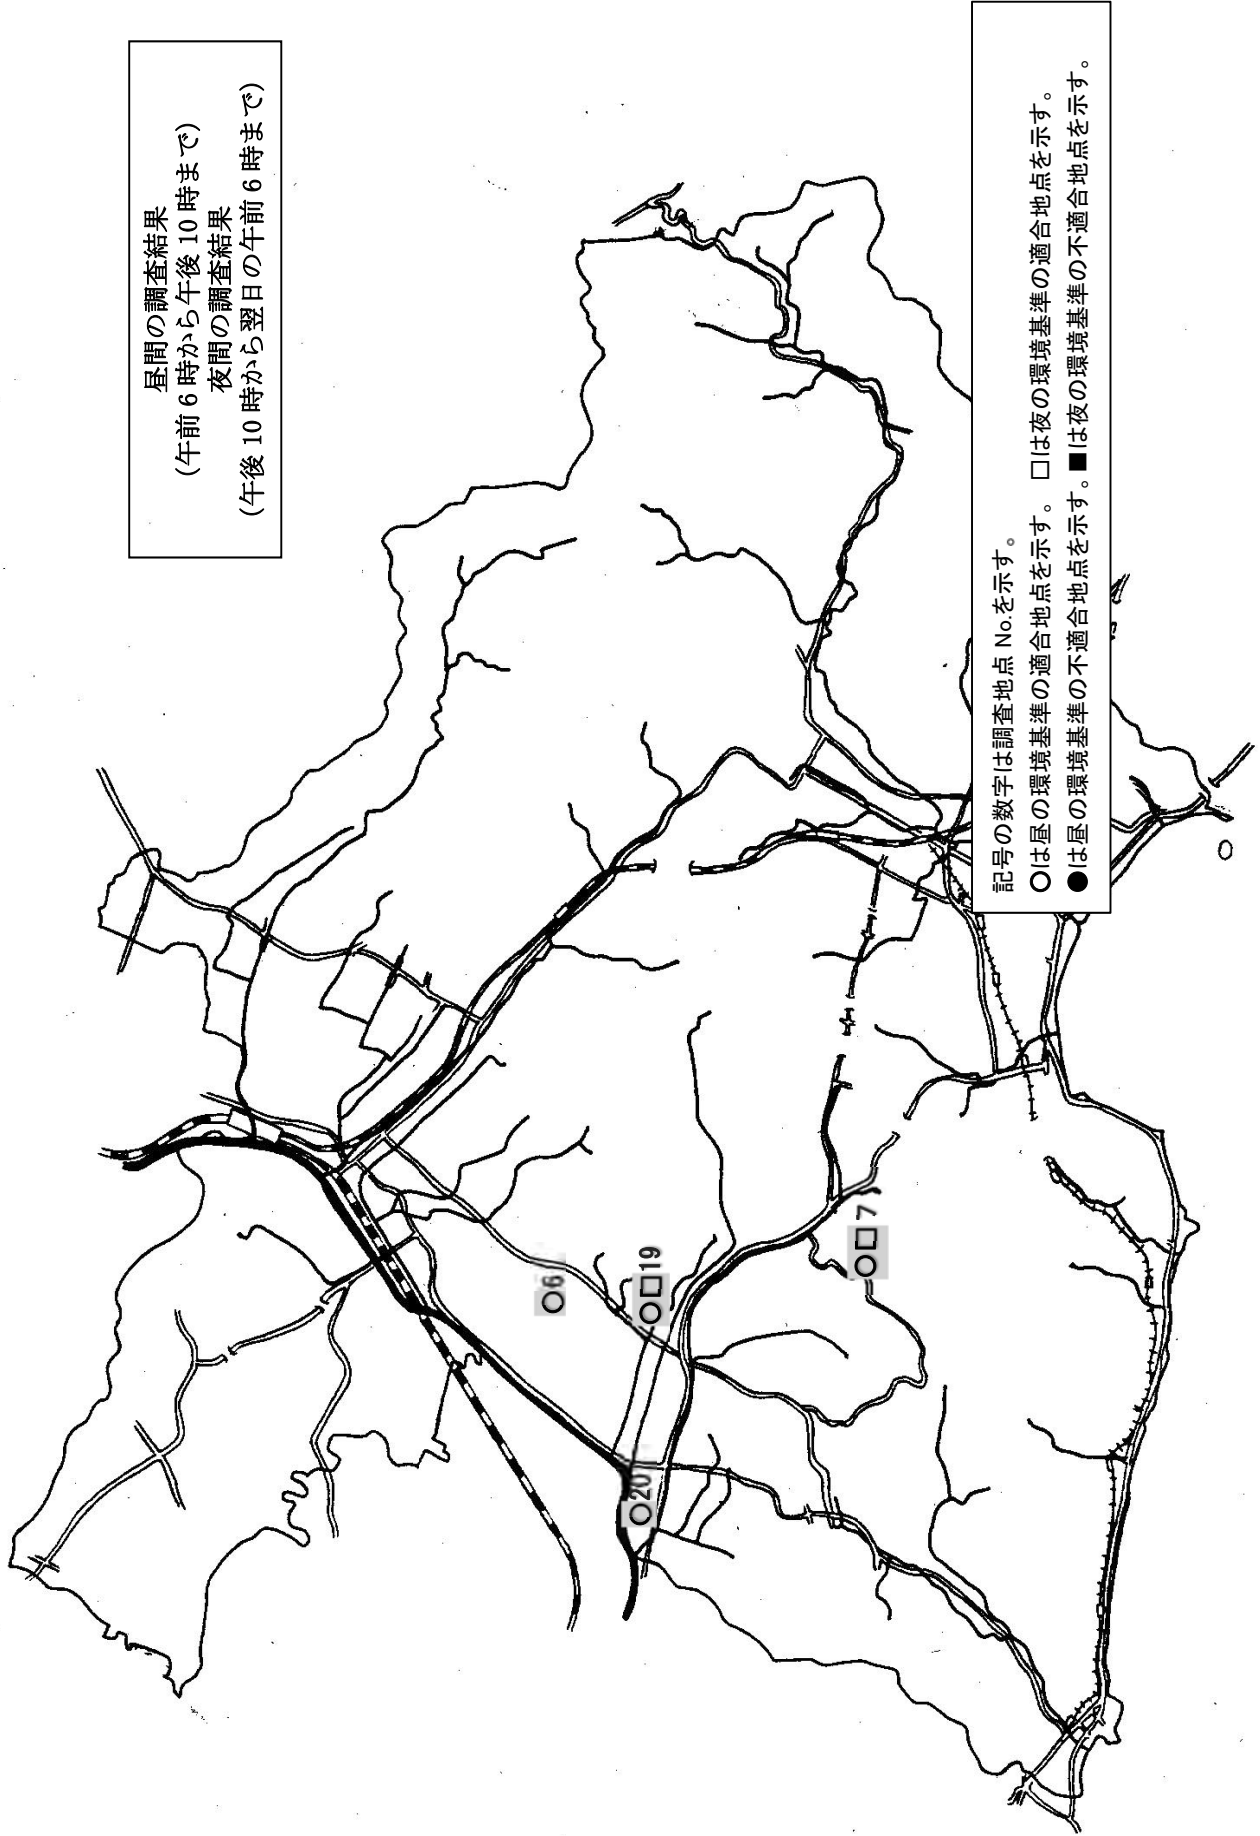 昼間の調査結果
(午前6時から午後10時まで)
夜間の調査結果
(午後10時から翌日の午前6時まで)
記号の数字は調査地点 No.を示す。
○は昼の環境基準の適合地点を示す。 □は夜の環境基準の適合地点を示す。
●は昼の環境基準の不適合地点を示す。■は夜の環境基準の不適合地点を示す。
○6
○□19
○□7
○20